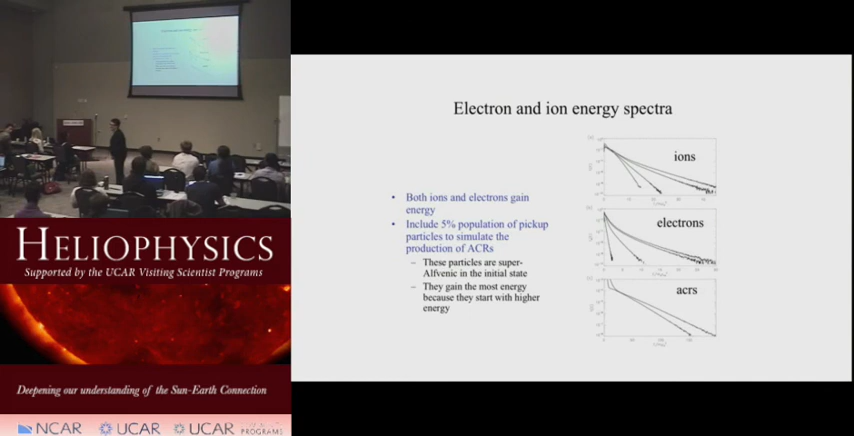 HELIOPHYSICS
Supported by the UCAR Visiting Scientist Programs
Deepening our understanding of the Sun-Earth Connection
NCAR UCAR UCAR PROGRAMS
Electron and ion energy spectra
• Both ions and electrons gain
energy
• Include 5% population of pickup
particles to simulate the
production of ACRs
– These particles are super-
Alfvenic in the initial state
– They gain the most energy
because they start with higher
energy
ions
electrons
acrs